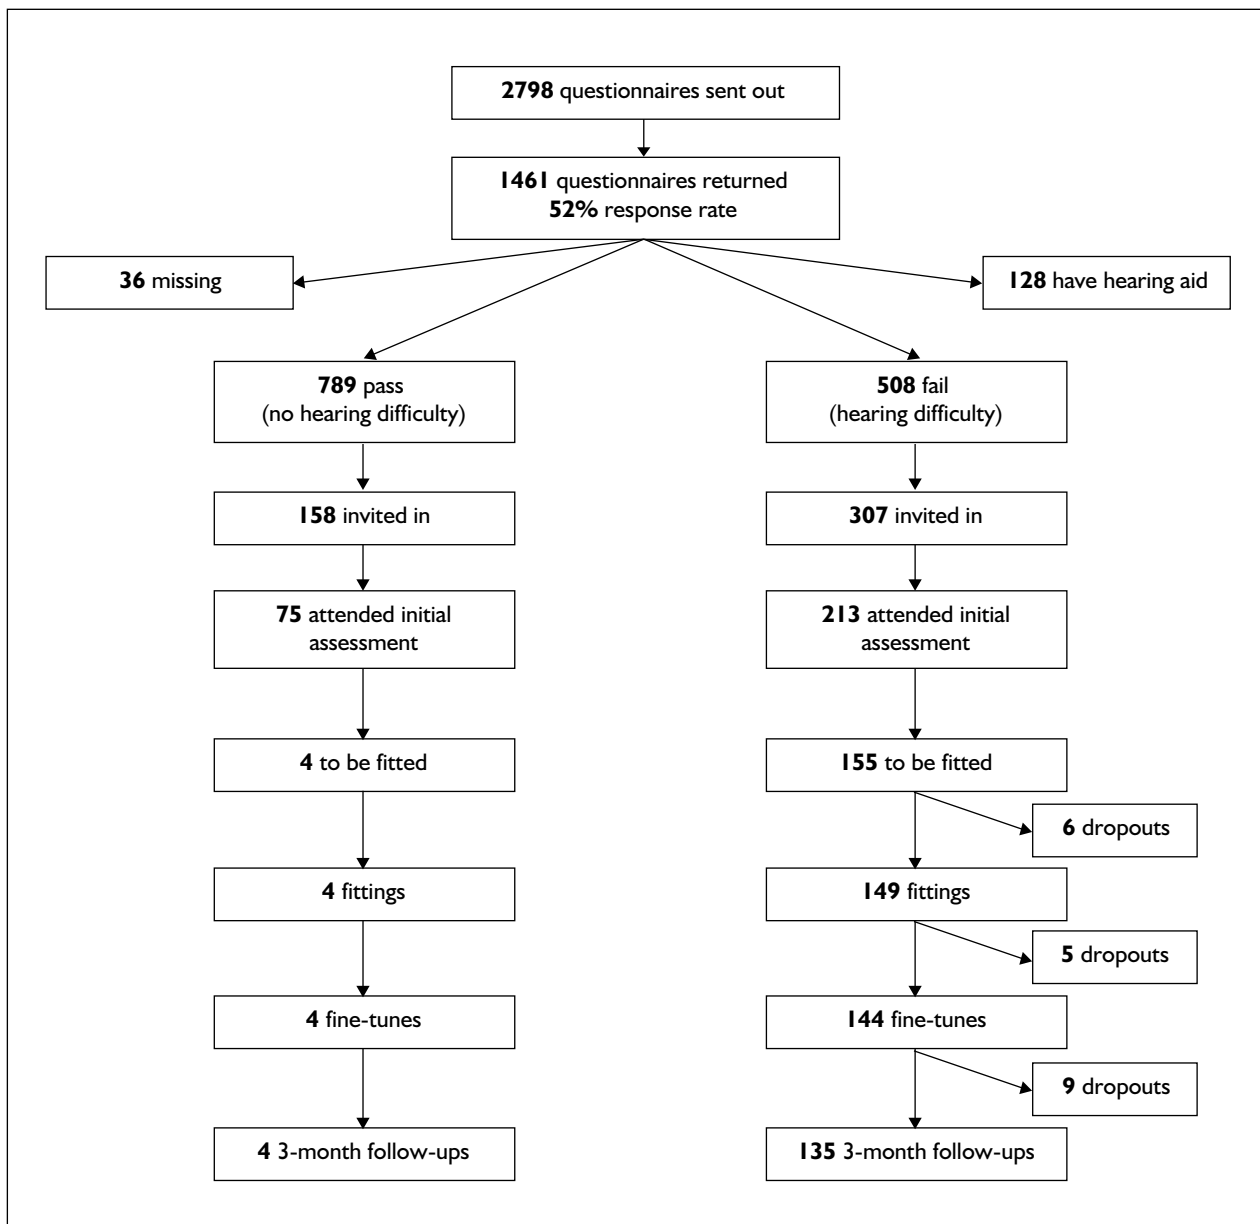 2798 questionnaires sent out
1461 questionnaires returned
52% response rate
36 missing
128 have hearing aid
789 pass
(no hearing difficulty)
508 fail
(hearing difficulty)
158 invited in
307 invited in
75 attended initial
assessment
213 attended initial
assessment
4 to be fitted
155 to be fitted
6 dropouts
4 fittings
149 fittings
5 dropouts
4 fine-tunes
144 fine-tunes
9 dropouts
4 3-month follow-ups
135 3-month follow-ups